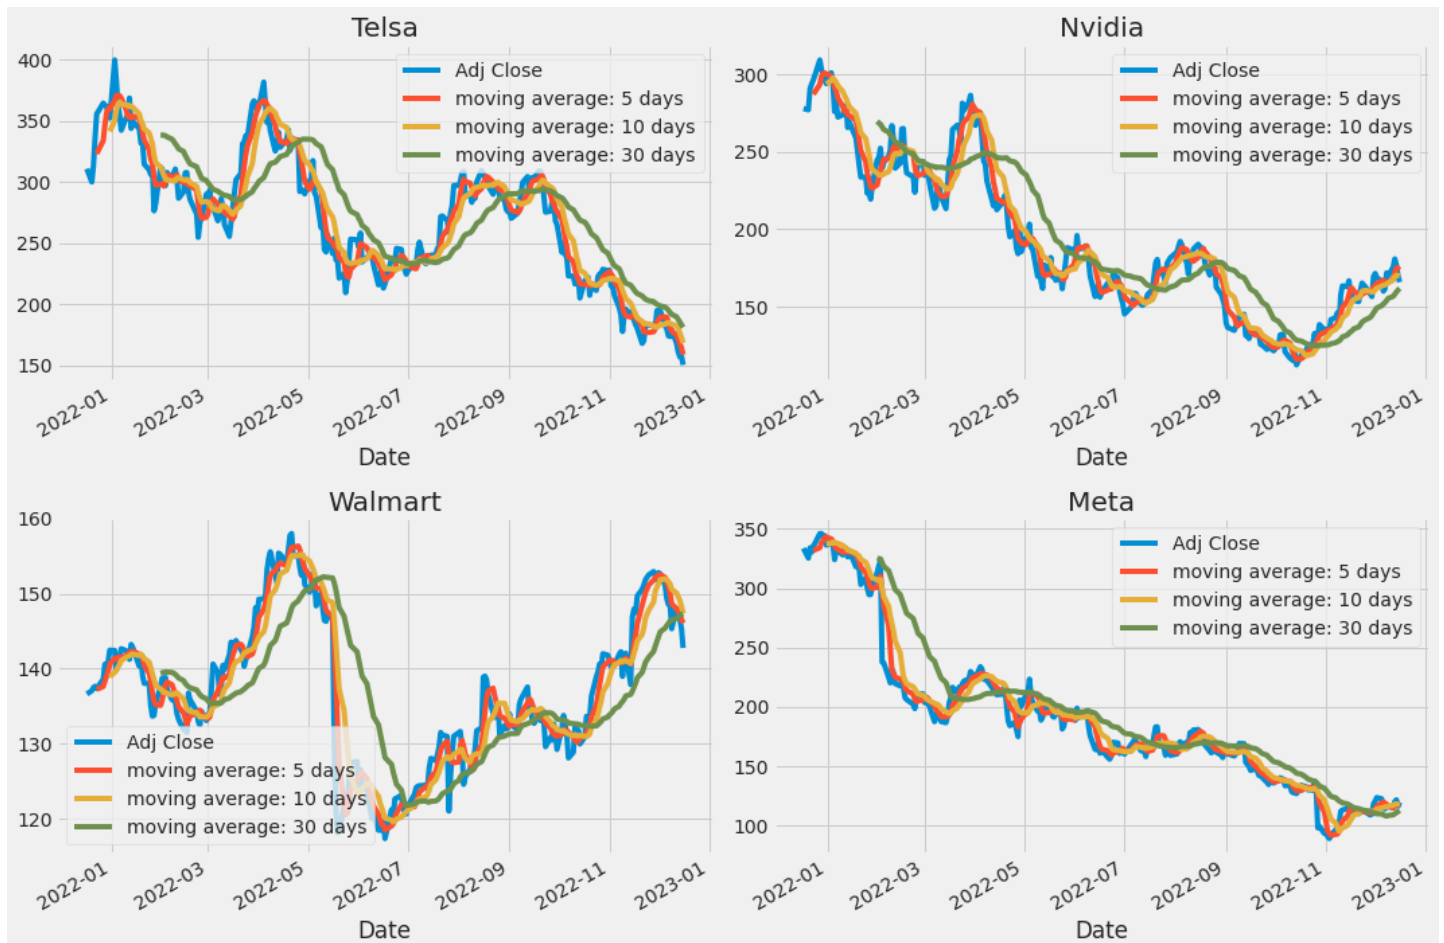 Telsa
400
350
300
250
200
150
Adj Close
moving average: 5 days
moving average: 10 days
moving average: 30 days
2022-01
2022-03
2022-05
2022-07
2022-09
2022-11
2023-01
Date
Nvidia
300
250
200
150
Adj Close
moving average: 5 days
moving average: 10 days
moving average: 30 days
2022-01
2022-03
2022-05
2022-07
2022-09
2022-11
2023-01
Date
Walmart
160
150
140
130
120
Adj Close
moving average: 5 days
moving average: 10 days
moving average: 30 days
2022-01
2022-03
2022-05
2022-07
2022-09
2022-11
2023-01
Date
Meta
350
300
250
200
150
100
Adj Close
moving average: 5 days
moving average: 10 days
moving average: 30 days
2022-01
2022-03
2022-05
2022-07
2022-09
2022-11
2023-01
Date